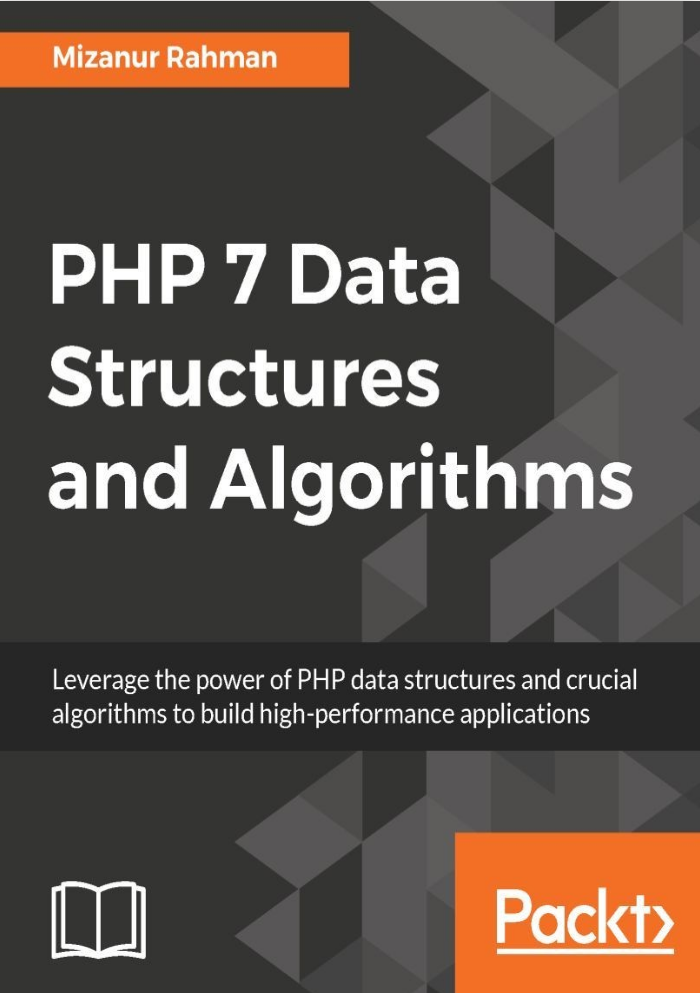 Mizanur Rahman
PHP 7 Data
Structures
and Algorithms
Leverage the power of PHP data structures and crucial
algorithms to build high-performance applications
Packt>